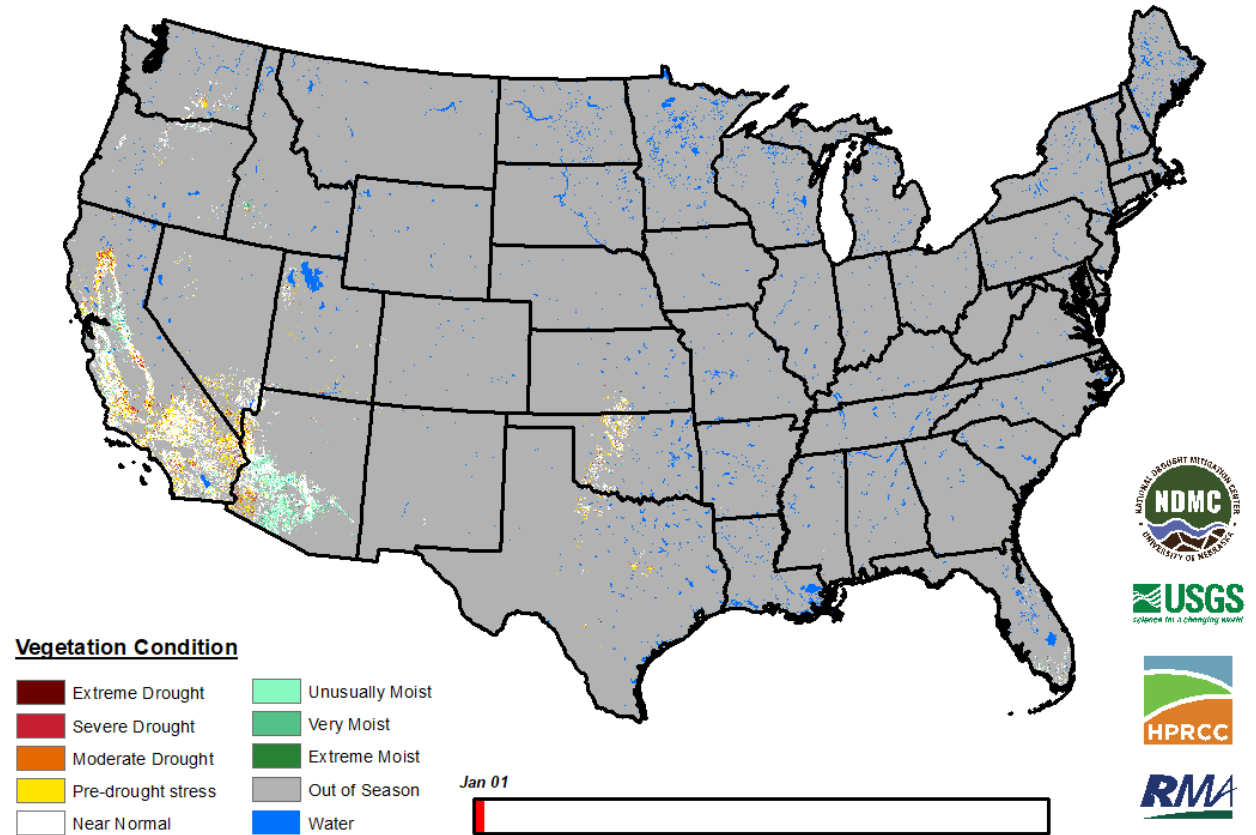 NATIONAL DROUGHT MITIGATION CENTER
NDMC
UNIVERSITY OF NEBRASKA
USGS
science for a changing world
HPRCC
RMA
Vegetation Condition
Extreme Drought
Severe Drought
Moderate Drought
Pre-drought stress
Near Normal
Unusually Moist
Very Moist
Extreme Moist
Out of Season
Water
Jan 01